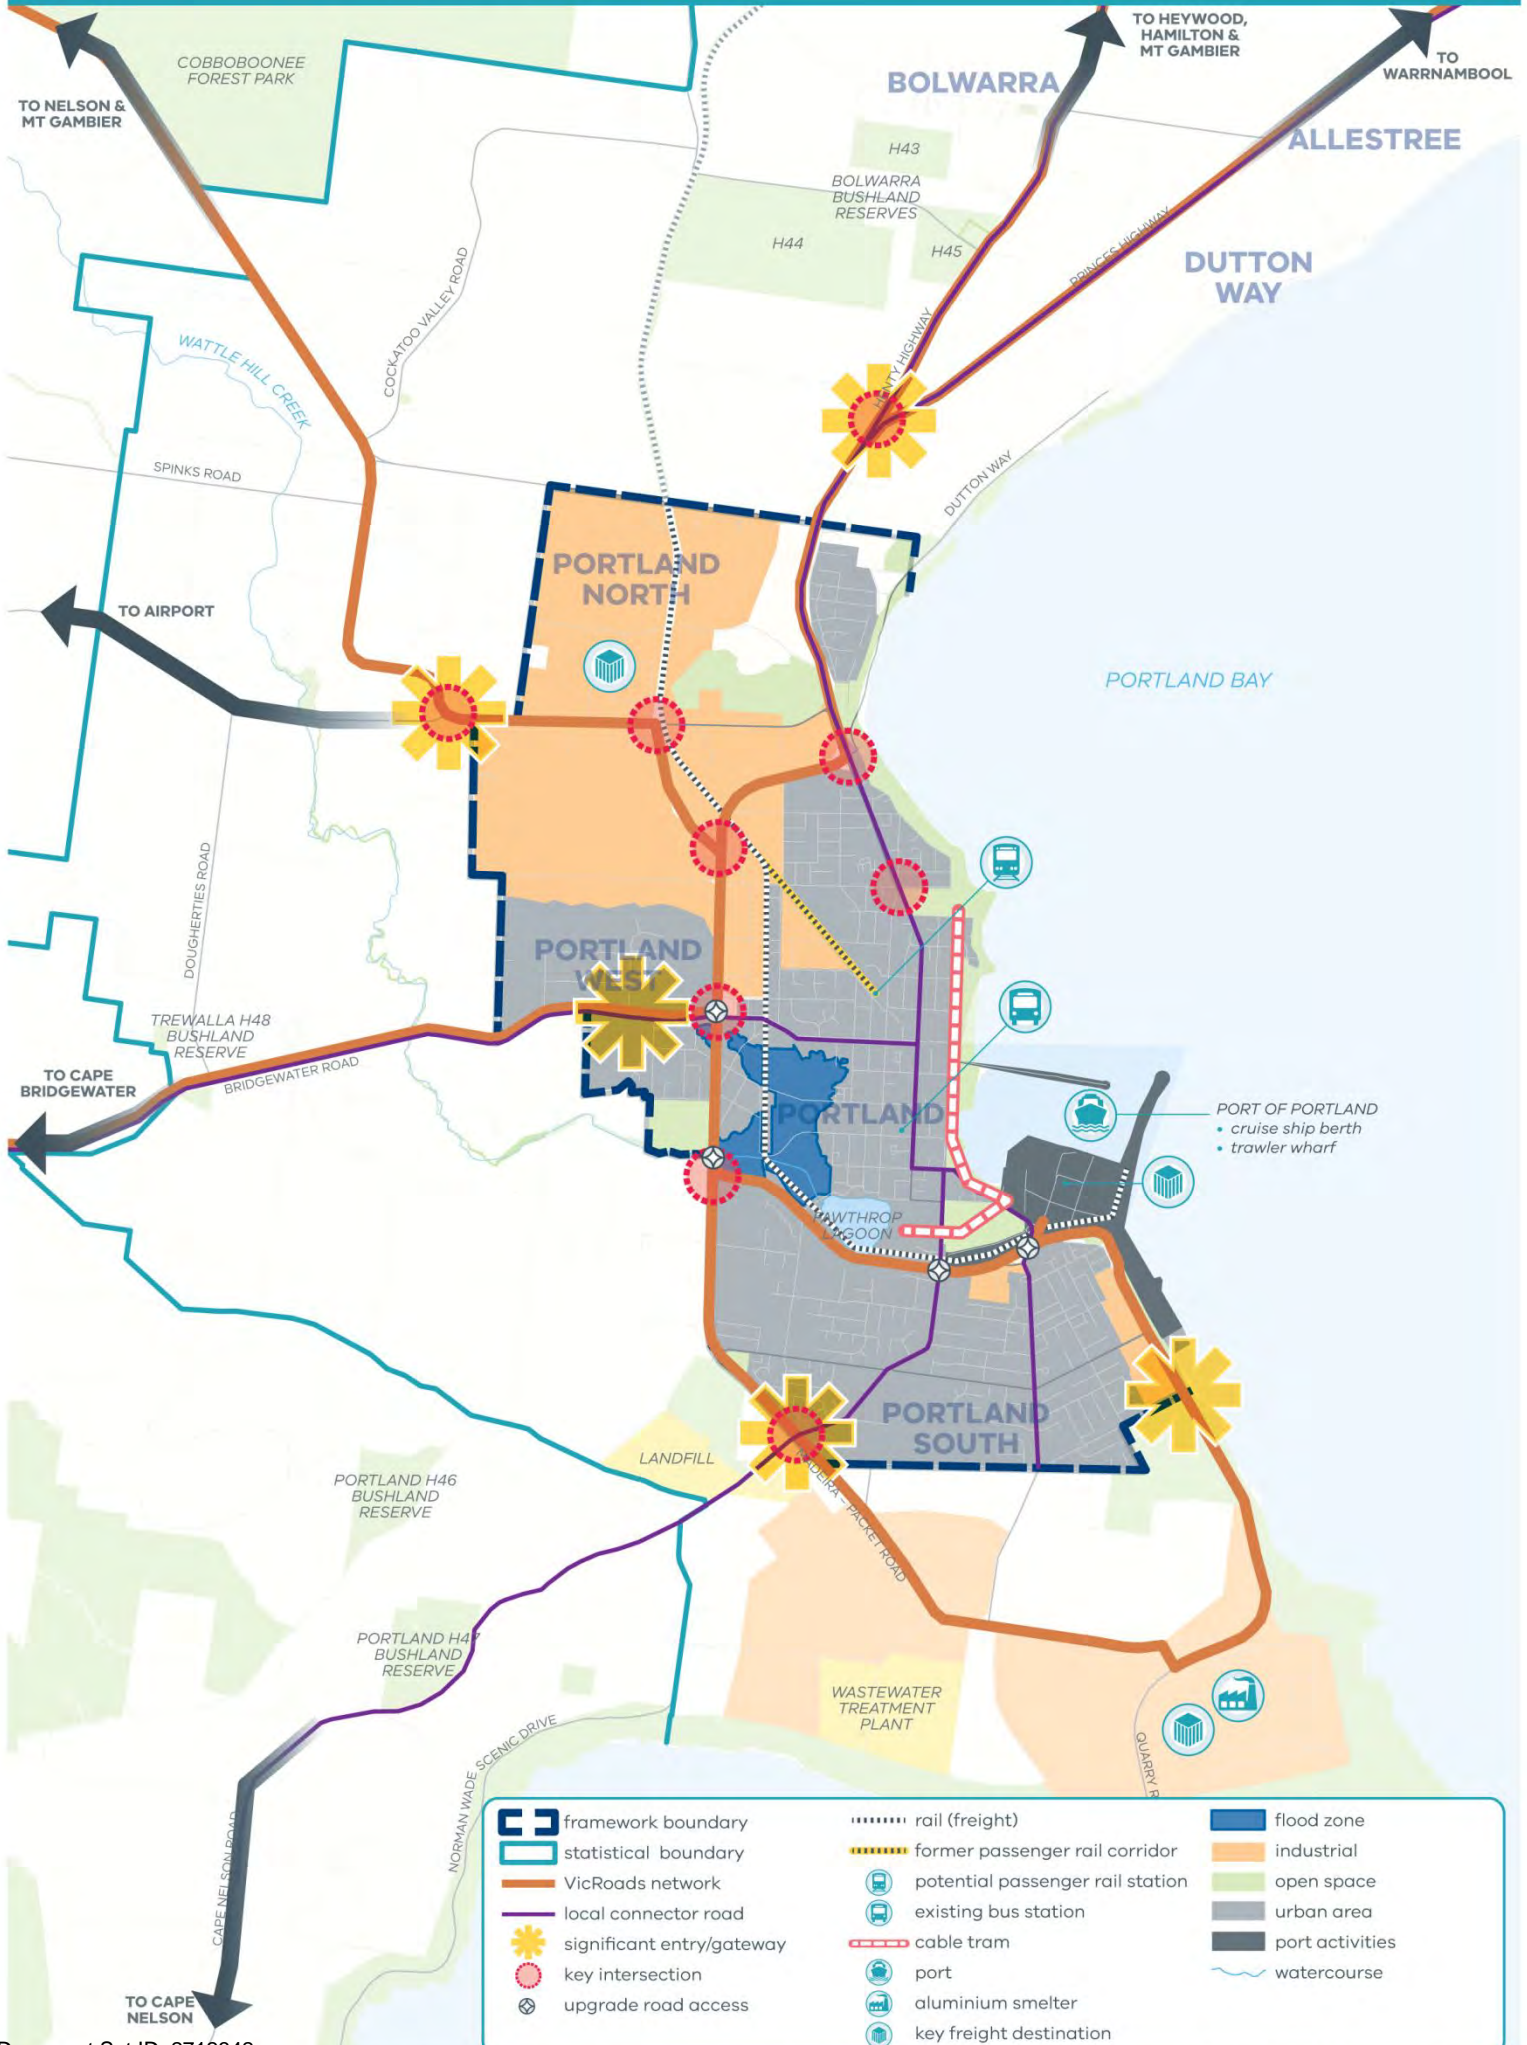 COBBOBOONEE
FOREST PARK
TO NELSON &
MT GAMBIER
TO HEYWOOD,
HAMILTON &
MT GAMBIER
TO
WARRNAMBOOL
BOLWARRA
ALLESTREE
H43
BOLWARRA
BUSHLAND
RESERVES
H44
H45
PRINCES HIGHWAY
DUTTON
WAY
COCKATOO VALLEY ROAD
WATTLE HILL CREEK
HENTY HIGHWAY
SPINKS ROAD
DUTTON WAY
PORTLAND
NORTH
TO AIRPORT
PORTLAND BAY
DOUGHERTIES ROAD
PORTLAND
WEST
TREWALLA H48
BUSHLAND
RESERVE
TO CAPE
BRIDGEWATER
BRIDGEWATER ROAD
PORTLAND
PORT OF PORTLAND
• cruise ship berth
• trawler wharf
FAWTHROP
LAGOON
PORTLAND
SOUTH
LANDFILL
MADEIRA - PACKET ROAD
PORTLAND H46
BUSHLAND
RESERVE
PORTLAND H47
BUSHLAND
RESERVE
WASTEWATER
TREATMENT
PLANT
QUARRY R
NORMAN WADE SCENIC DRIVE
CAPE NELSON ROAD
TO CAPE
NELSON
framework boundary
statistical boundary
VicRoads network
local connector road
significant entry/gateway
key intersection
upgrade road access
rail (freight)
former passenger rail corridor
potential passenger rail station
existing bus station
cable tram
port
aluminium smelter
key freight destination
flood zone
industrial
open space
urban area
port activities
watercourse